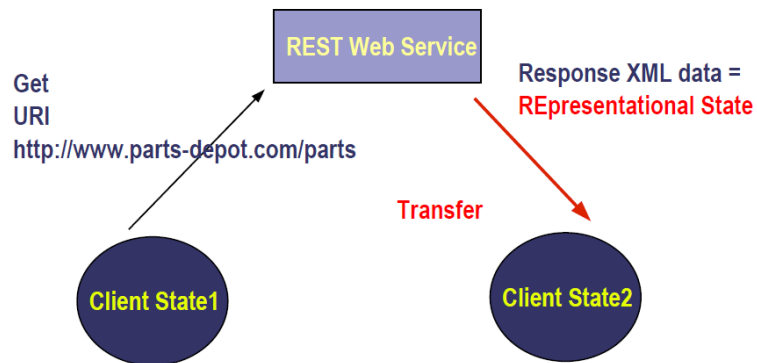 REST Web Service
Get
URI
http://www.parts-depot.com/parts
Response XML data =
REpresentational State
Transfer
Client State1
Client State2